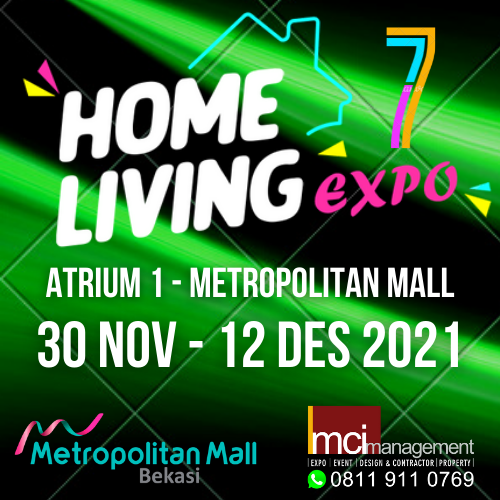 HOME
LIVING EXPO
7
ATRIUM 1 - METROPOLITAN MALL
30 NOV - 12 DES 2021
Metropolitan Mall
Bekasi
mci management
|EXPO | EVENT | DESIGN & CONTRACTOR | PROPERTY|
0811 911 0769